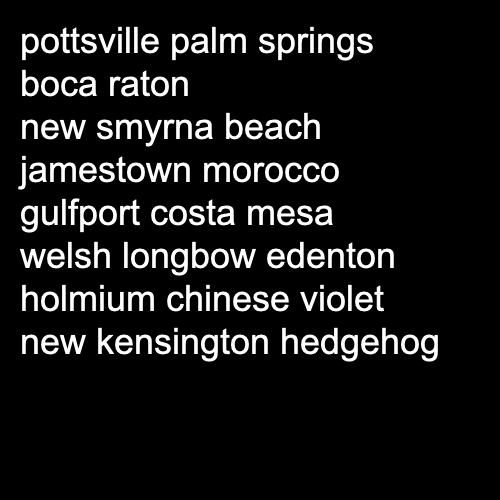 pottsville palm springs
boca raton
new smyrna beach
jamestown morocco
gulfport costa mesa
welsh longbow edenton
holmium chinese violet
new kensington hedgehog